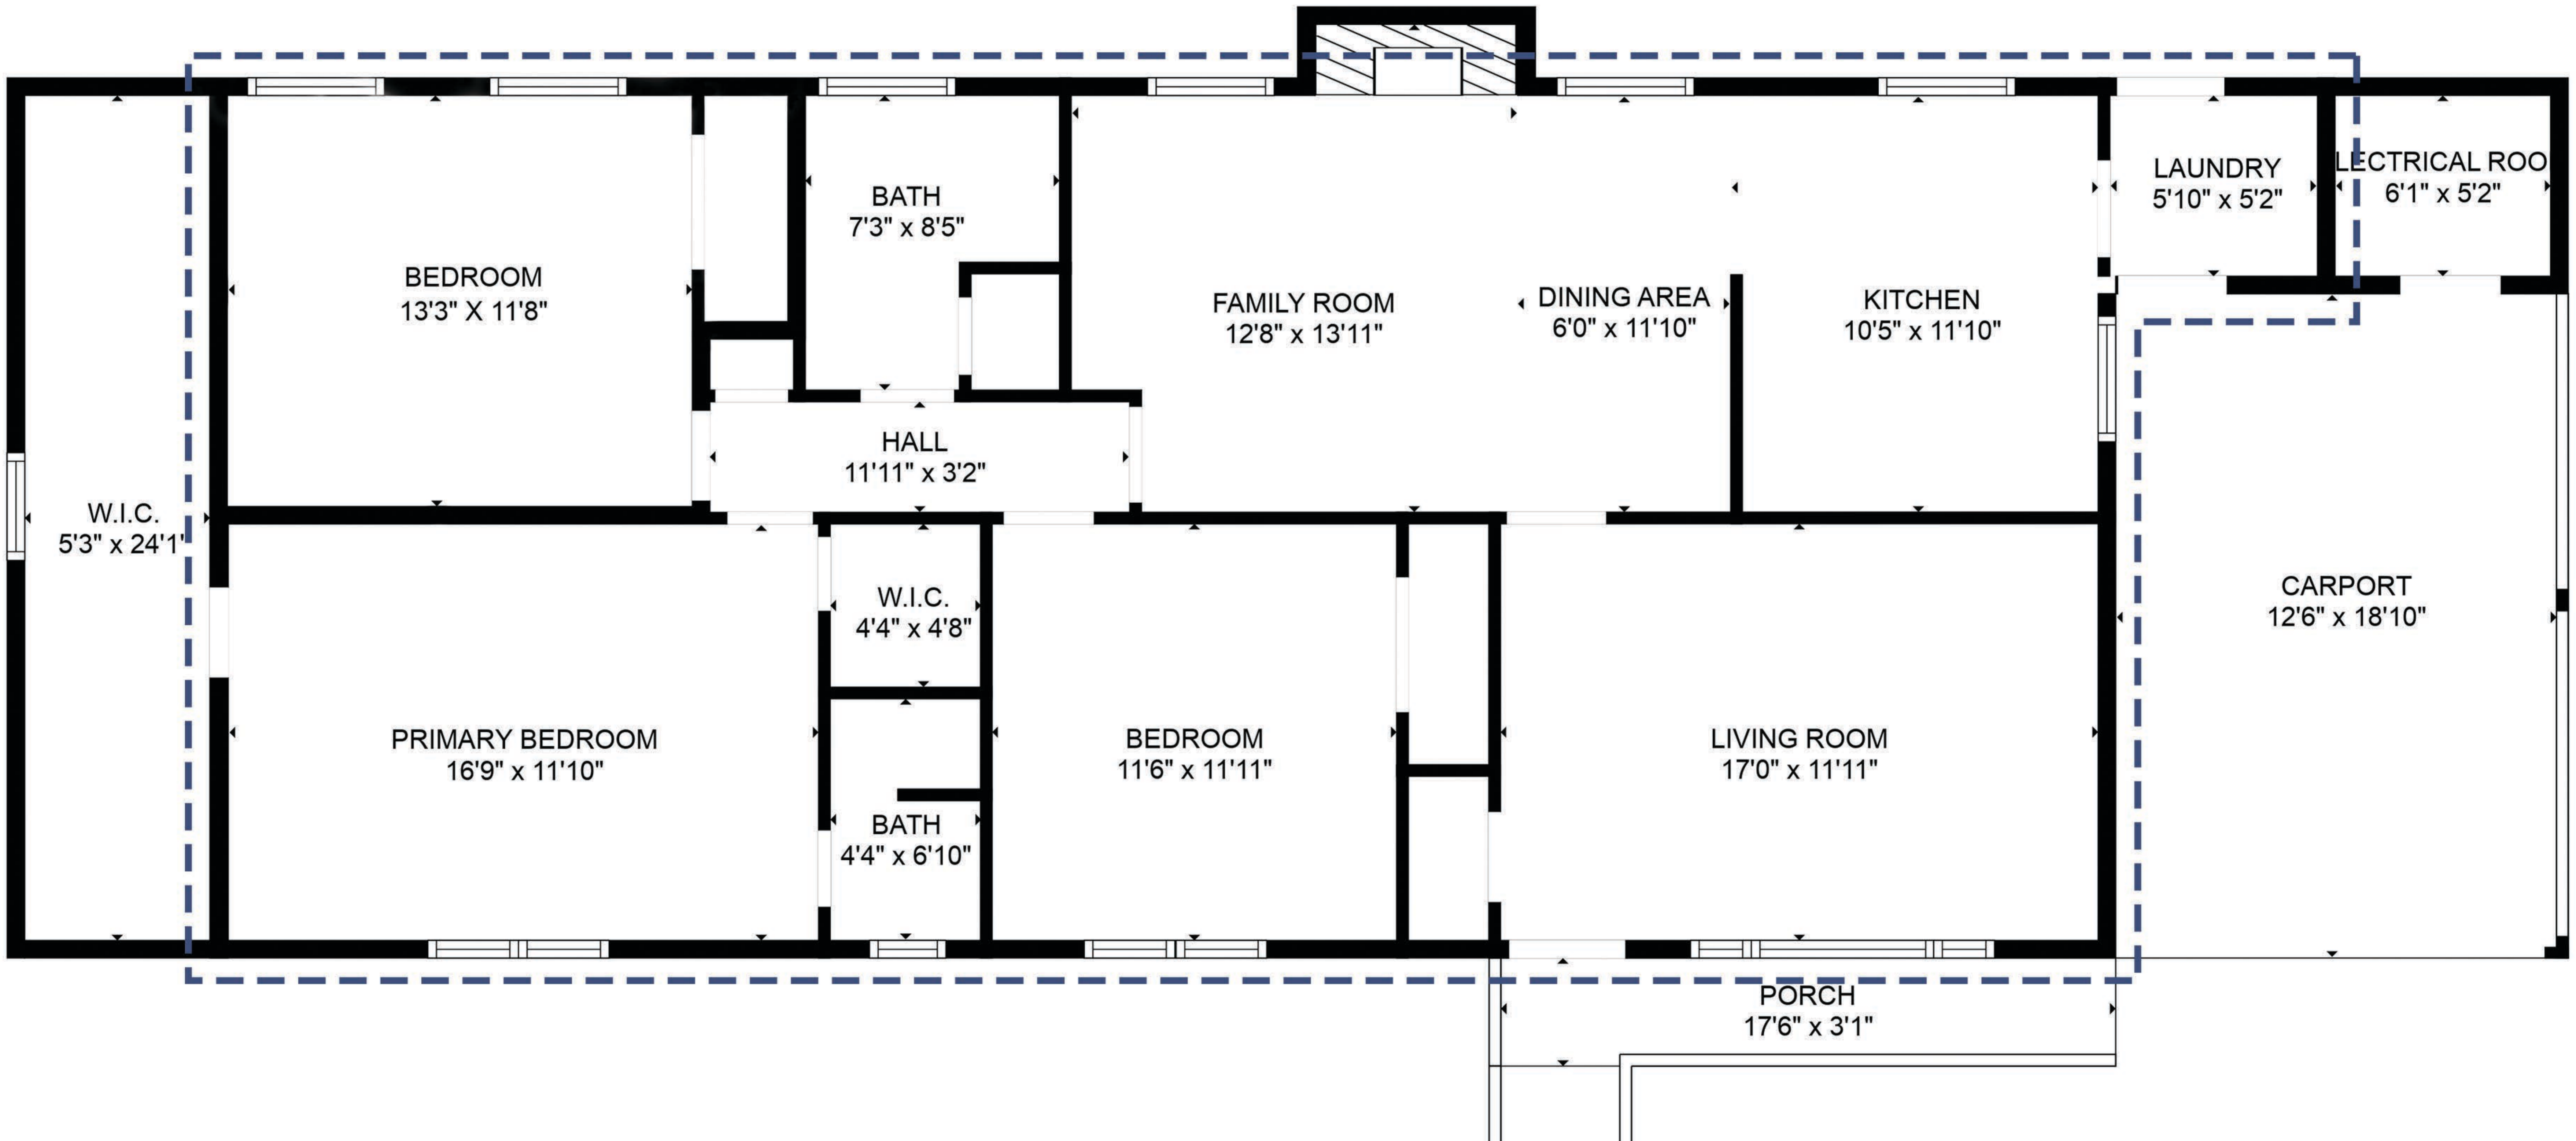 BATH
7'3" x 8'5"
LAUNDRY
5'10" x 5'2"
LECTRICAL ROO
6'1" x 5'2"
BEDROOM
13'3" X 11'8"
FAMILY ROOM
12'8" x 13'11"
DINING AREA
6'0" x 11'10"
KITCHEN
10'5" x 11'10"
HALL
11'11" x 3'2"
W.I.C.
5'3" x 24'1'
W.I.C.
4'4" x 4'8"
CARPORT
12'6" x 18'10"
PRIMARY BEDROOM
16'9" x 11'10"
BEDROOM
11'6" x 11'11"
LIVING ROOM
17'0" x 11'11"
BATH
4'4" x 6'10"
PORCH
17'6" x 3'1"